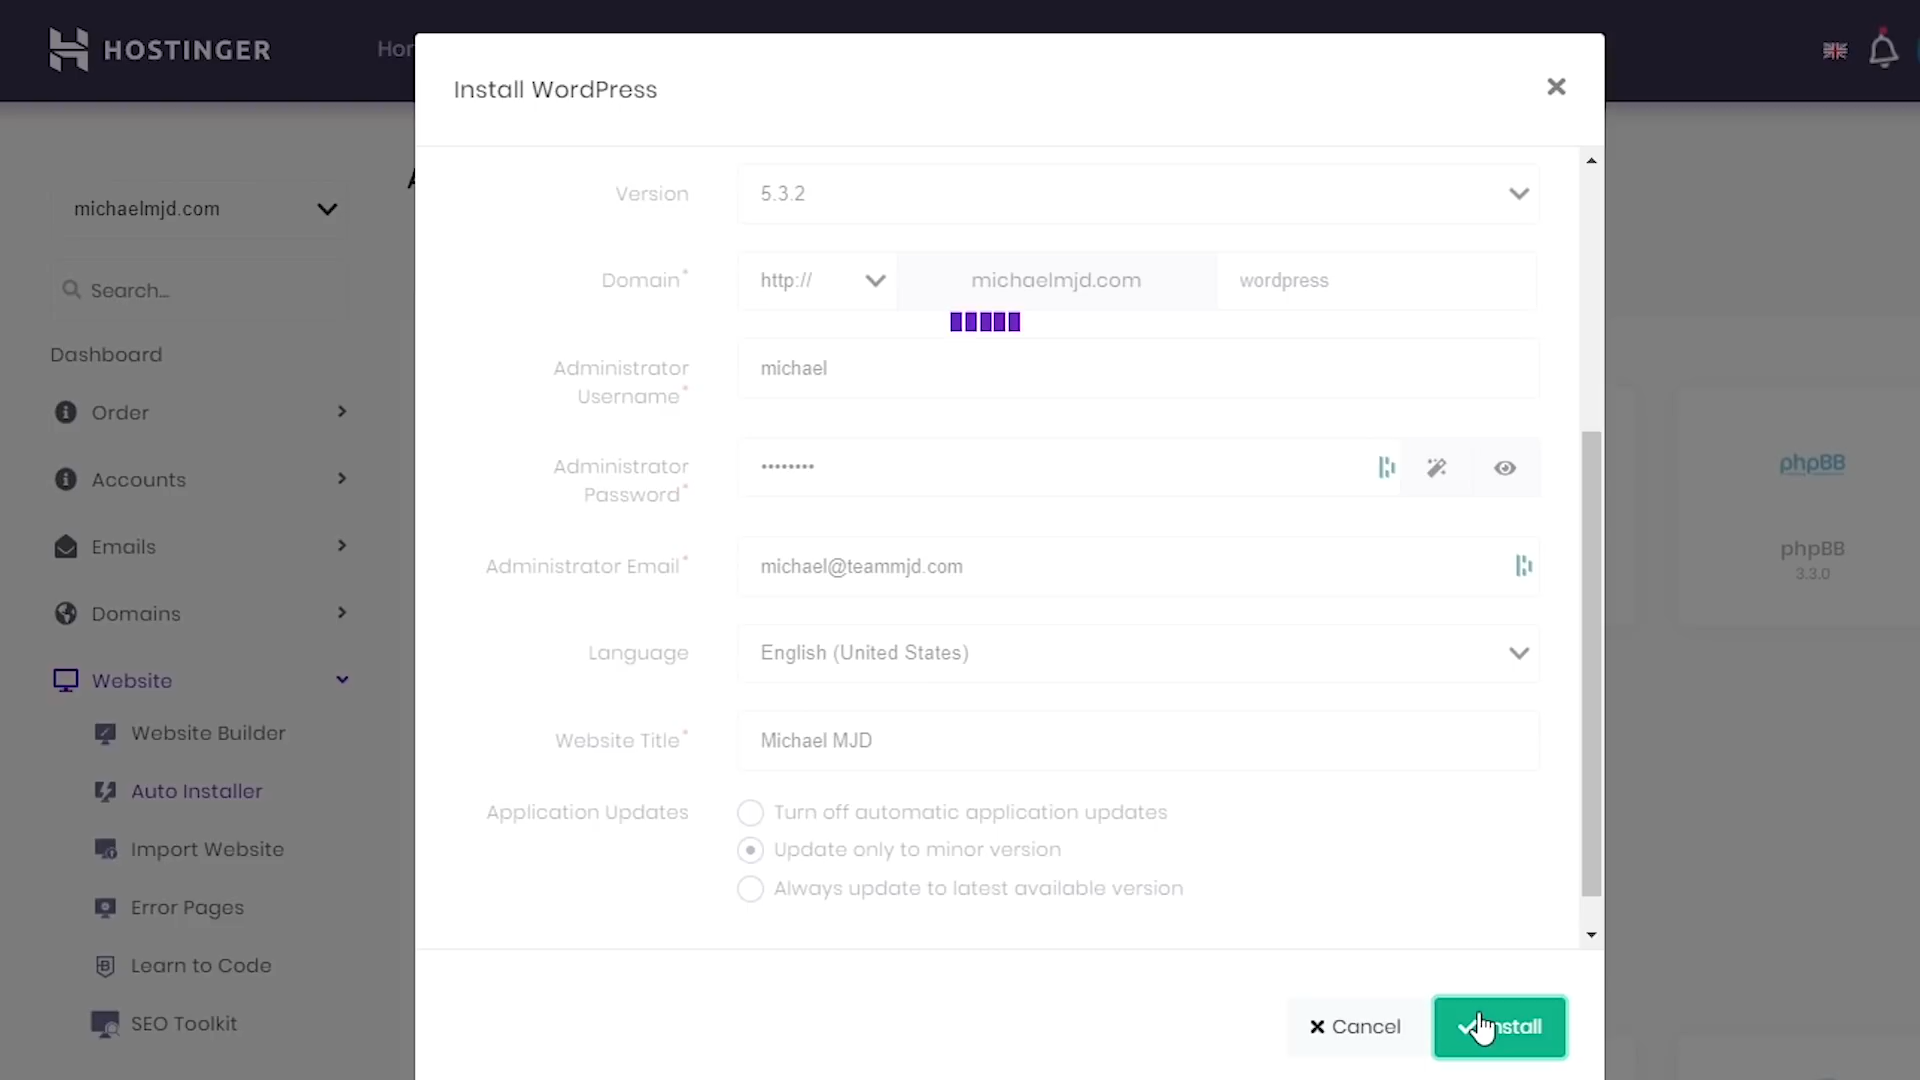 HOSTINGER
Install WordPress
michaelmjd.com
Search...
Dashboard
Order
Accounts
Emails
Domains
Website
Website Builder
Auto Installer
Import Website
Error Pages
Learn to Code
SEO Toolkit
Version
5.3.2
Domain*
http://
michaelmjd.com
wordpress
Administrator
Username*
michael
Administrator
Password*
••••••••
Administrator Email*
michael@teammjd.com
Language
English (United States)
Website Title*
Michael MJD
Application Updates
Turn off automatic application updates
Update only to minor version
Always update to latest available version
Cancel
phpBB
phpBB
3.3.0